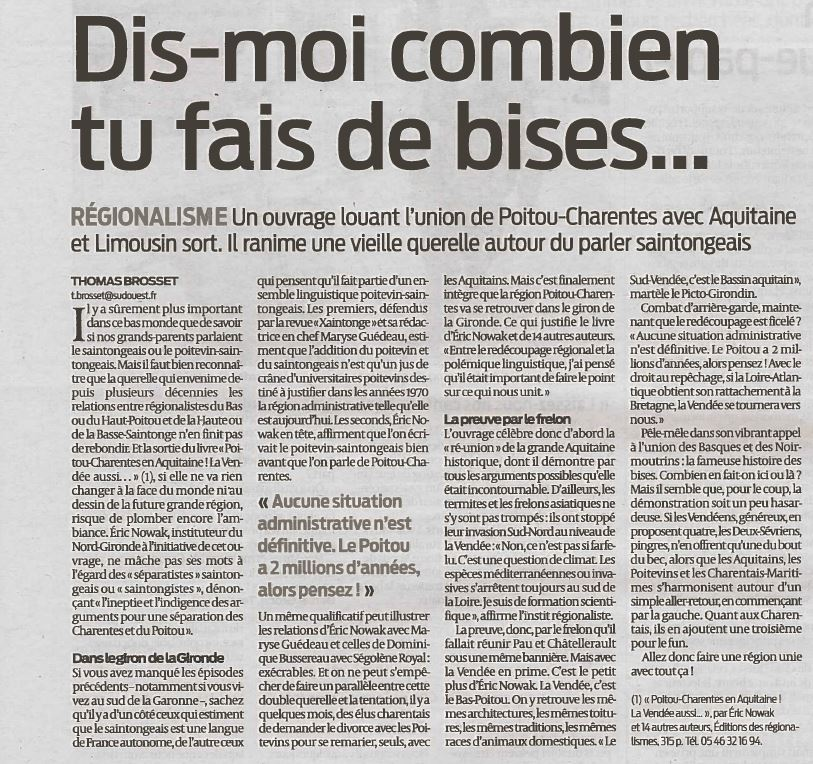 Dis-moi combien
tu fais de bises...
RÉGIONALISME Un ouvrage louant l'union de Poitou-Charentes avec Aquitaine
et Limousin sort. Il ranime une vieille querelle autour du parler saintongeais
THOMAS BROSSET
t.brosset@sudouest.fr
Il y a sûrement plus important
dans ce bas monde que de savoir
si nos grands-parents parlaient
le saintongeais ou le poitevin-sain-
tongeais. Mais il faut bien reconnaî-
tre que la querelle qui envenime de-
puis plusieurs décennies les
relations entre régionalistes du Bas
ou du Haut-Poitou et de la Haute ou
de la Basse-Saintonge n'en finit pas
de rebondir. Et la sortie du livre « Poi-
tou-Charentes en Aquitaine ! La Ven-
dée aussi... » (1), si elle ne va rien
changer à la face du monde ni au
dessin de la future grande région,
risque de plomber encore l'am-
biance. Éric Nowak, instituteur du
Nord-Gironde à l'initiative de cet ou-
vrage, ne mâche pas ses mots à
l'égard des « séparatistes » sainton-
geais ou « saintongistes », dénon-
çant « l'ineptie et l'indigence des ar-
guments pour une séparation des
Charentes et du Poitou ».
Dans le giron de la Gironde
Si vous avez manqué les épisodes
précédents – notamment si vous vi-
vez au sud de la Garonne –, sachez
qu'il y a d'un côté ceux qui estiment
que le saintongeais est une langue
de France autonome, de l'autre ceux
qui pensent qu'il fait partie d'un en-
semble linguistique poitevin-sain-
tongeais. Les premiers, défendus
par la revue « Xaintonge » et sa rédac-
trice en chef Maryse Guédeau, esti-
ment que l'addition du poitevin et
du saintongeais n'est qu'un jus de
crâne d'universitaires poitevins des-
tiné à justifier dans les années 1970
la région administrative telle qu'elle
est aujourd'hui. Les seconds, Éric No-
wak en tête, affirment que l'on écri-
vait le poitevin-saintongeais bien
avant que l'on parle de Poitou-Cha-
rentes.
« Aucune situation
administrative n'est
définitive. Le Poitou
a 2 millions d'années,
alors pensez ! »
Un même qualificatif peut illustrer
les relations d'Éric Nowak avec Ma-
ryse Guédeau et celles de Dominique
Bussereau avec Ségolène Royal :
exécrables. Et on ne peut s'em-
pêcher de faire un parallèle entre cette
double querelle et la tentation, il y a
quelques mois, des élus charentais
de demander le divorce avec les Poi-
tevins pour se remarier, seuls, avec
les Aquitains. Mais c'est finalement
intègre que la région Poitou-Charen-
tes va se retrouver dans le giron de
la Gironde. Ce qui justifie le livre
d'Éric Nowak et de 14 autres auteurs.
« Entre le redécoupage régional et la
polémique linguistique, j'ai pensé
qu'il était important de faire le point
sur ce qui nous unit. »
La preuve par le frelon
L'ouvrage célèbre donc d'abord la
« ré-union » de la grande Aquitaine
historique, dont il démontre par
tous les arguments possibles qu'elle
était incontournable. D'ailleurs, les
termites et les frelons asiatiques ne
s'y sont pas trompés : ils ont stoppé
leur invasion Sud-Nord au niveau de
la Vendée : « Non, ce n'est pas si farfe-
lu. C'est une question de climat. Les
espèces méditerranéennes ou inva-
sives s'arrêtent toujours au sud de
la Loire. Je suis de formation scienti-
fique », affirme l'instit régionaliste.
La preuve, donc, par le frelon qu'il
fallait réunir Pau et Châtellerault
sous une même bannière. Mais avec
la Vendée en prime. C'est le petit
plus d'Éric Nowak. La Vendée, c'est le
Bas-Poitou. On y retrouve les mê-
mes architectures, les mêmes toitu-
res, les mêmes traditions, les mêmes
races d'animaux domestiques. « Le
Sud-Vendée, c'est le Bassin aquitain »,
martèle le Picto-Girondin.
Combat d'arrière-garde, mainte-
nant que le redécoupage est ficelé ?
« Aucune situation administrative
n'est définitive. Le Poitou a 2 mil-
lions d'années, alors pensez ! » Avec
le droit au repêchage, si la Loire-Atlan-
tique obtient son rattachement à la
Bretagne, la Vendée se tournera vers
nous. »
Pêle-mêle dans son vibrant appel
à l'union des Basques et des Noir-
moutrins : la fameuse histoire des
bises. Combien en fait-on ici ou là ?
Mais il semble que, pour le coup, la
démonstration soit un peu hasar-
deuse. Si les Vendéens, généreux, en
proposent quatre, les Deux-Sévriens,
pingres, n'en offrent qu'une du bout
du bec, alors que les Aquitains, les
Poitevins et les Charentais-Mariti-
mes s'harmonisent autour d'un
simple aller-retour, en commençant
par la gauche. Quant aux Charen-
tais, ils en ajoutent une troisième
pour le fun.
Allez donc faire une région unie
avec tout ça !
(1) « Poitou-Charentes en Aquitaine !
La Vendée aussi... », par Éric Nowak
et 14 autres auteurs, Éditions des régiona-
lismes, 315 p. Tél. 05 46 32 16 94.